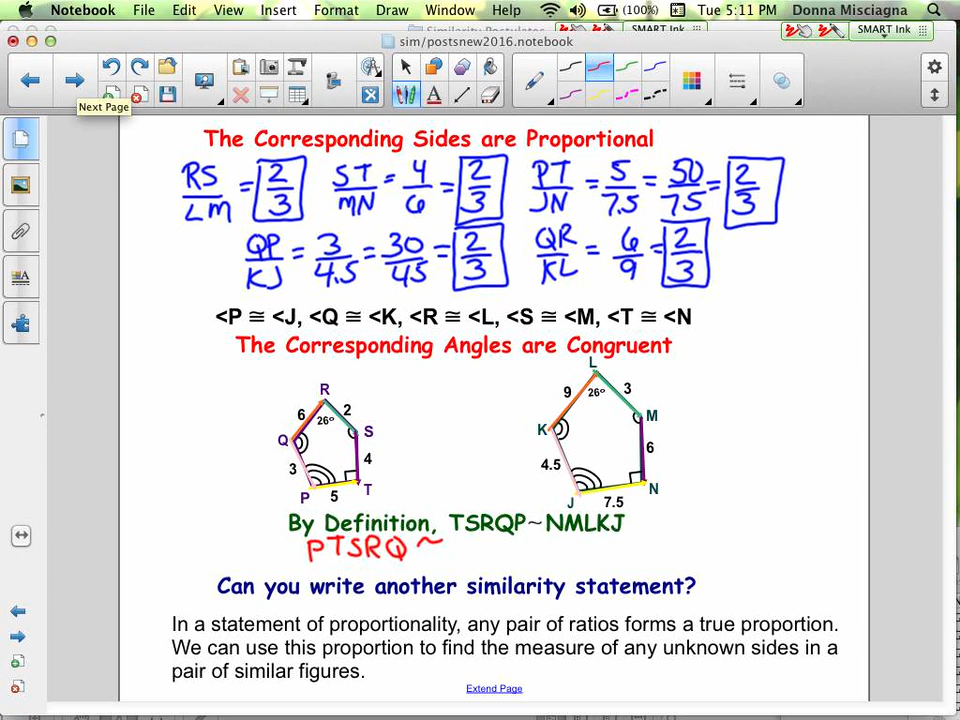 Notebook File Edit View Insert Format Draw Window Help (100%) Tue 5:11 PM Donna Misciagna
Similarity Postulates
SMART Ink
sim/postsnew2016.notebook
SMART Ink
Next Page
The Corresponding Sides are Proportional
RS/LM = 2/3 ST/MN = 4/6 = 2/3 PT/JN = 5/7.5 = 50/75 = 2/3
QP/KJ = 3/4.5 = 30/45 = 2/3 QR/KL = 6/9 = 2/3
<P ≅ <J, <Q ≅ <K, <R ≅ <L, <S ≅ <M, <T ≅ <N
The Corresponding Angles are Congruent
L
R 9 26° 3
6 26° 2 M
Q S K
3 4 4.5 6
P 5 T J 7.5 N
By Definition, TSRQP~NMLKJ
PTSRQ ~
Can you write another similarity statement?
In a statement of proportionality, any pair of ratios forms a true proportion.
We can use this proportion to find the measure of any unknown sides in a
pair of similar figures.
Extend Page